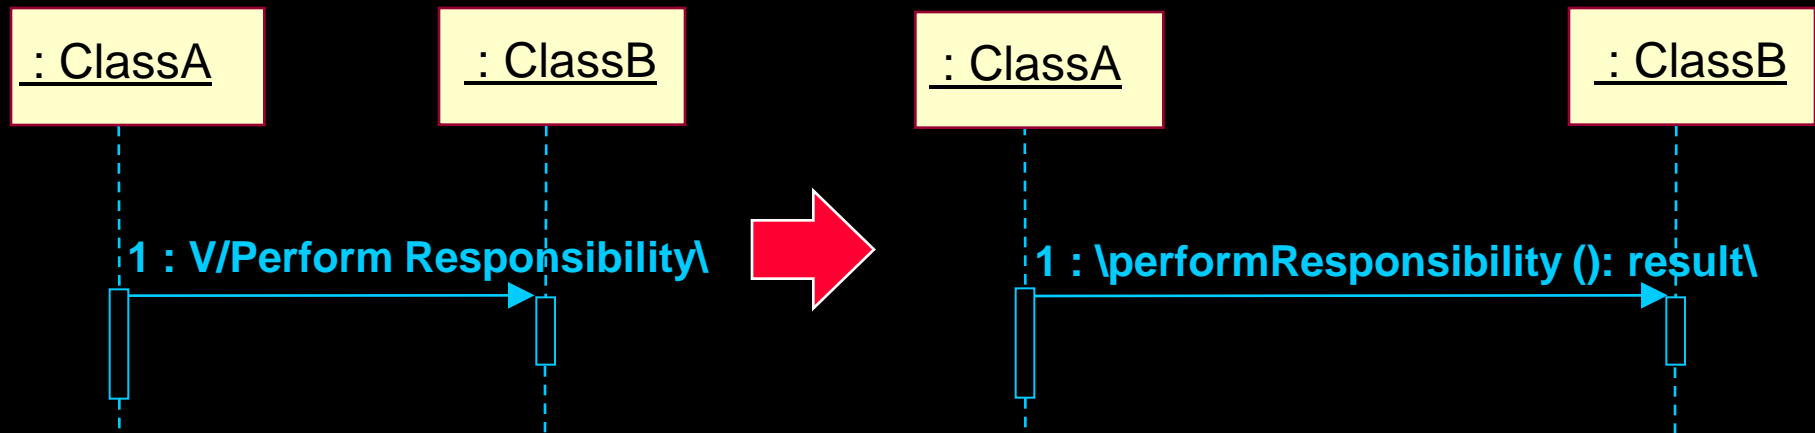 : ClassA
: ClassB
1 : V/Perform Responsibility\
: ClassA
: ClassB
1 : \performResponsibility (): result\